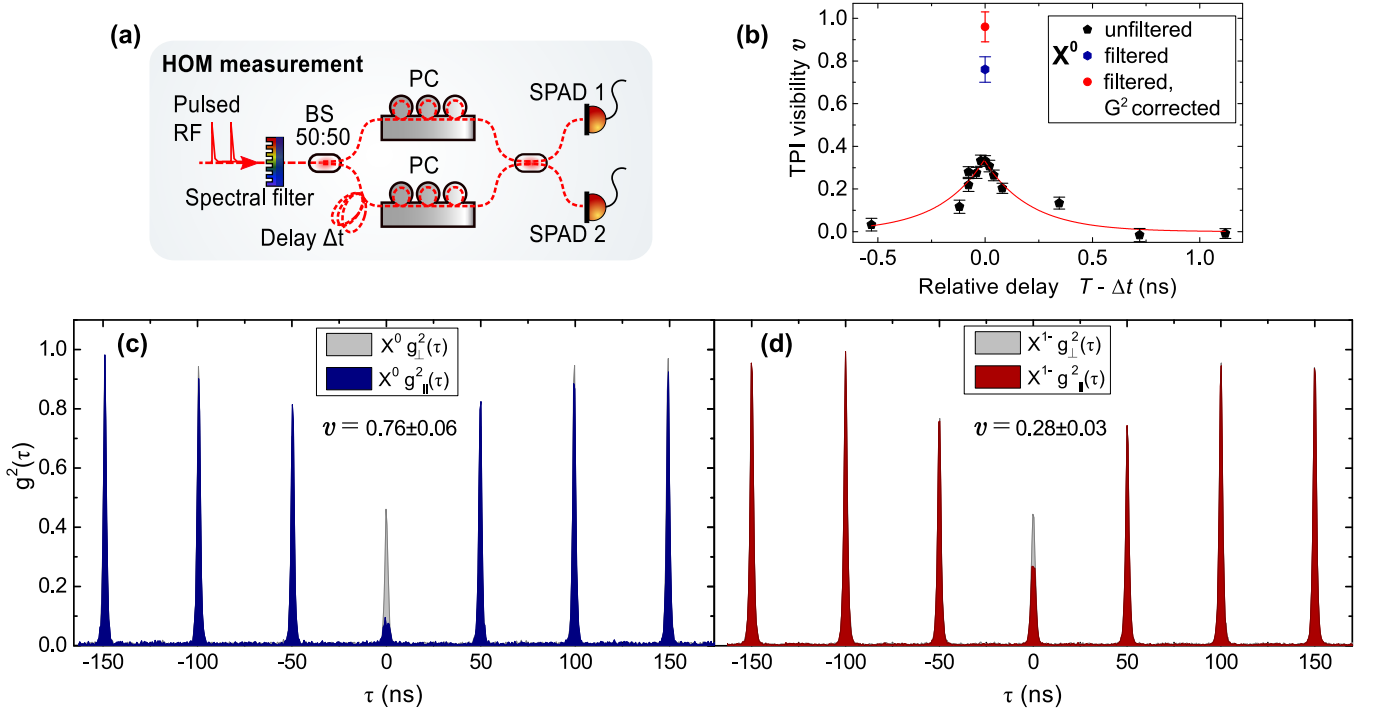 (a)
HOM measurement
Pulsed
RF
BS
50:50
PC
PC
SPAD 1
SPAD 2
Spectral filter
Delay Δt
(b)
TPI visibility v
1.0
0.8
0.6
0.4
0.2
0.0
-0.5
0.0
0.5
1.0
Relative delay T - Δt (ns)
X⁰
unfiltered
filtered
filtered,
G² corrected
(c)
X⁰ g²⊥(τ)
X⁰ g²||(τ)
v = 0.76±0.06
g²(τ)
1.0
0.8
0.6
0.4
0.2
0.0
-150 -100 -50 0 50 100 150
τ (ns)
(d)
X¹⁻ g²⊥(τ)
X¹⁻ g²||(τ)
v = 0.28±0.03
-150 -100 -50 0 50 100 150
τ (ns)